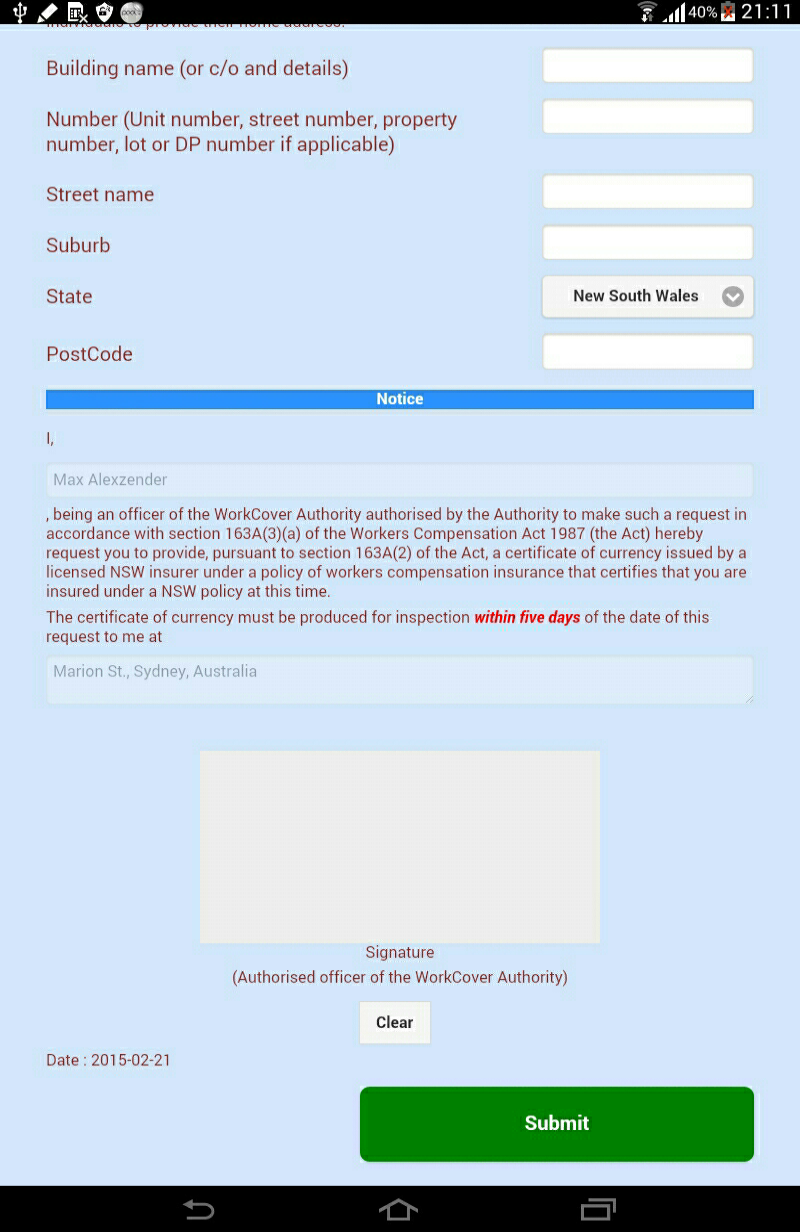 40% 21:11
individuals to provide their home address.
Building name (or c/o and details)
Number (Unit number, street number, property
number, lot or DP number if applicable)
Street name
Suburb
State
New South Wales
PostCode
Notice
I,
Max Alexzender
, being an officer of the WorkCover Authority authorised by the Authority to make such a request in
accordance with section 163A(3)(a) of the Workers Compensation Act 1987 (the Act) hereby
request you to provide, pursuant to section 163A(2) of the Act, a certificate of currency issued by a
licensed NSW insurer under a policy of workers compensation insurance that certifies that you are
insured under a NSW policy at this time.
The certificate of currency must be produced for inspection within five days of the date of this
request to me at
Marion St., Sydney, Australia
Signature
(Authorised officer of the WorkCover Authority)
Clear
Date : 2015-02-21
Submit